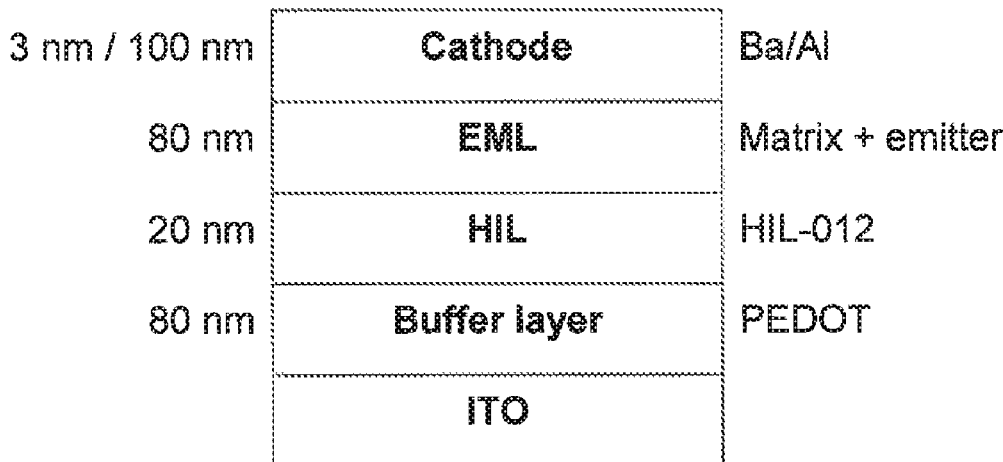 3 nm / 100 nm Cathode Ba/Al
80 nm EML Matrix + emitter
20 nm HIL HIL-012
80 nm Buffer layer PEDOT
ITO